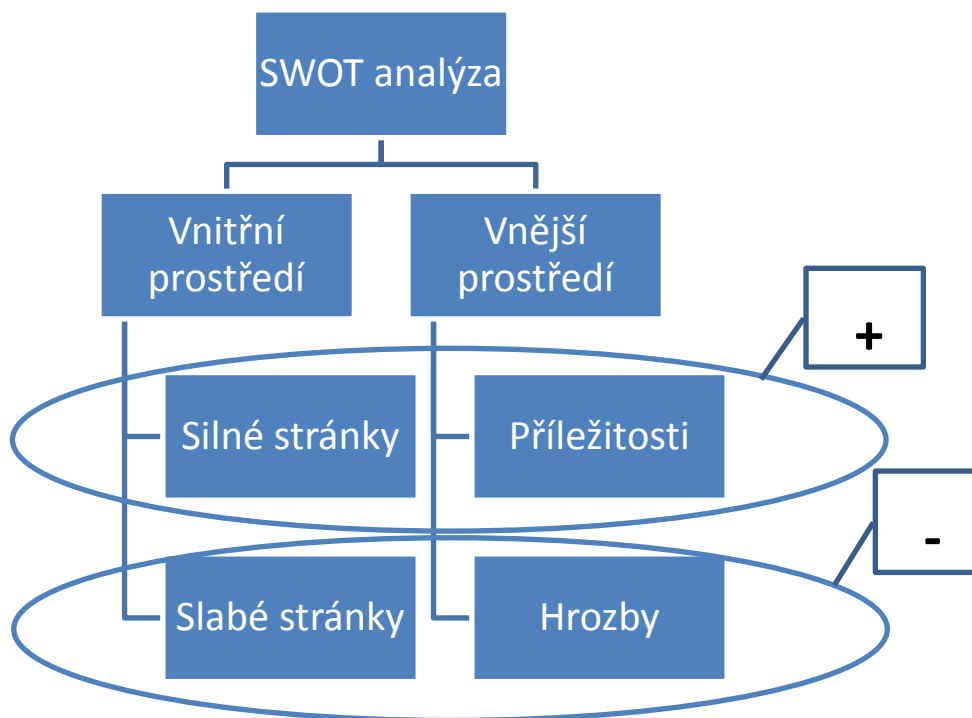 SWOT analýza
Vnitřní
prostředí
Vnější
prostředí
+
Silné stránky
Příležitosti
-
Slabé stránky
Hrozby